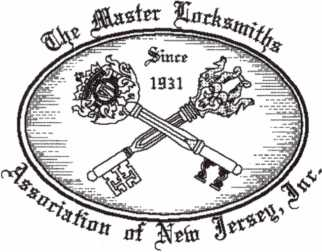 The Master Locksmiths
Since
1931
Association of New Jersey, Inc.